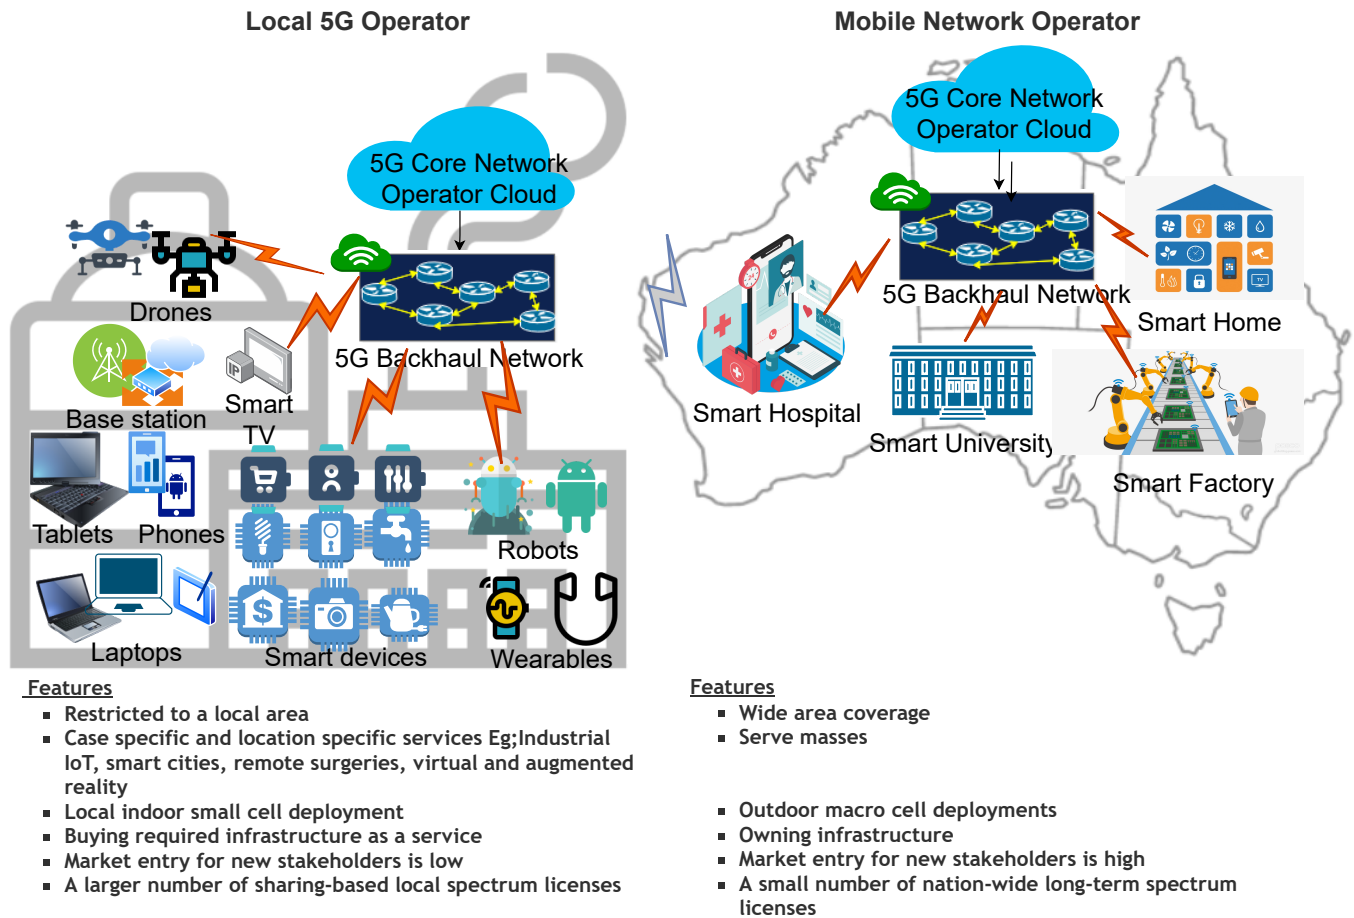 Local 5G Operator
5G Core Network
Operator Cloud
Drones
5G Backhaul Network
Base station
Smart
TV
IP
Tablets
Phones
Robots
Laptops
Smart devices
Wearables
Features
Restricted to a local area
Case specific and location specific services Eg;Industrial
IoT, smart cities, remote surgeries, virtual and augmented
reality
Local indoor small cell deployment
Buying required infrastructure as a service
Market entry for new stakeholders is low
A larger number of sharing-based local spectrum licenses
Mobile Network Operator
5G Core Network
Operator Cloud
5G Backhaul Network
TV
Smart Home
Smart Hospital
Smart University
Smart Factory
Features
Wide area coverage
Serve masses
Outdoor macro cell deployments
Owning infrastructure
Market entry for new stakeholders is high
A small number of nation-wide long-term spectrum
licenses